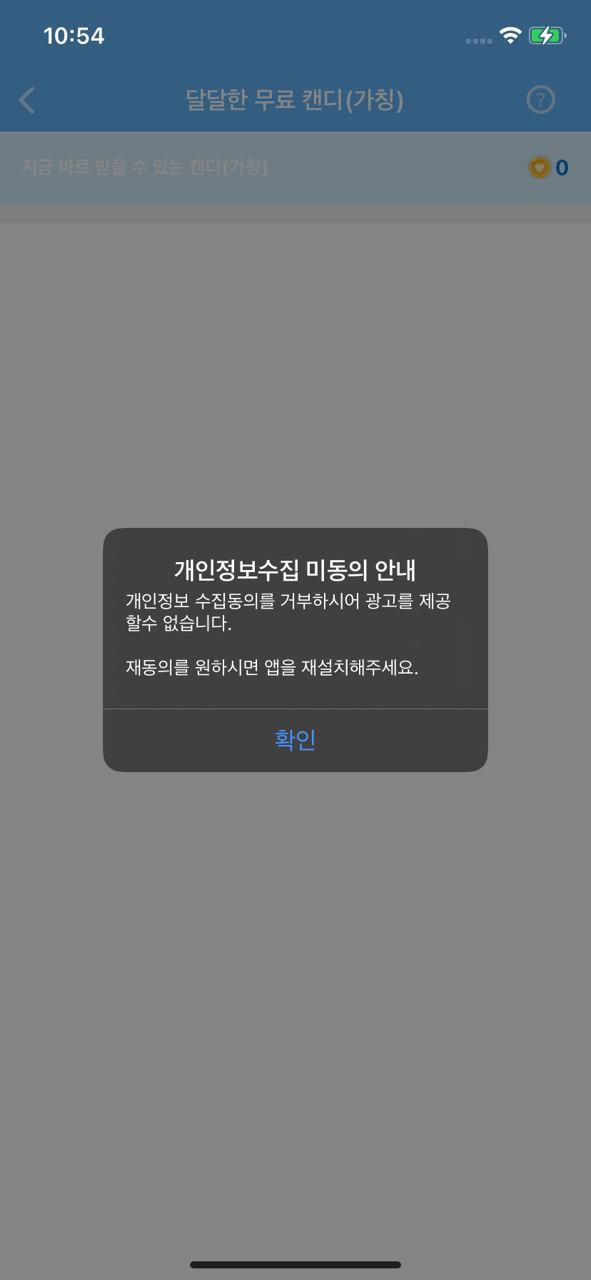 10:54
달달한 무료 캔디(가칭)
?
지금 바로 받을 수 있는 캔디(가칭)
0
개인정보수집 미동의 안내
개인정보 수집동의를 거부하시어 광고를 제공
할수 없습니다.
재동의를 원하시면 앱을 재설치해주세요.
확인